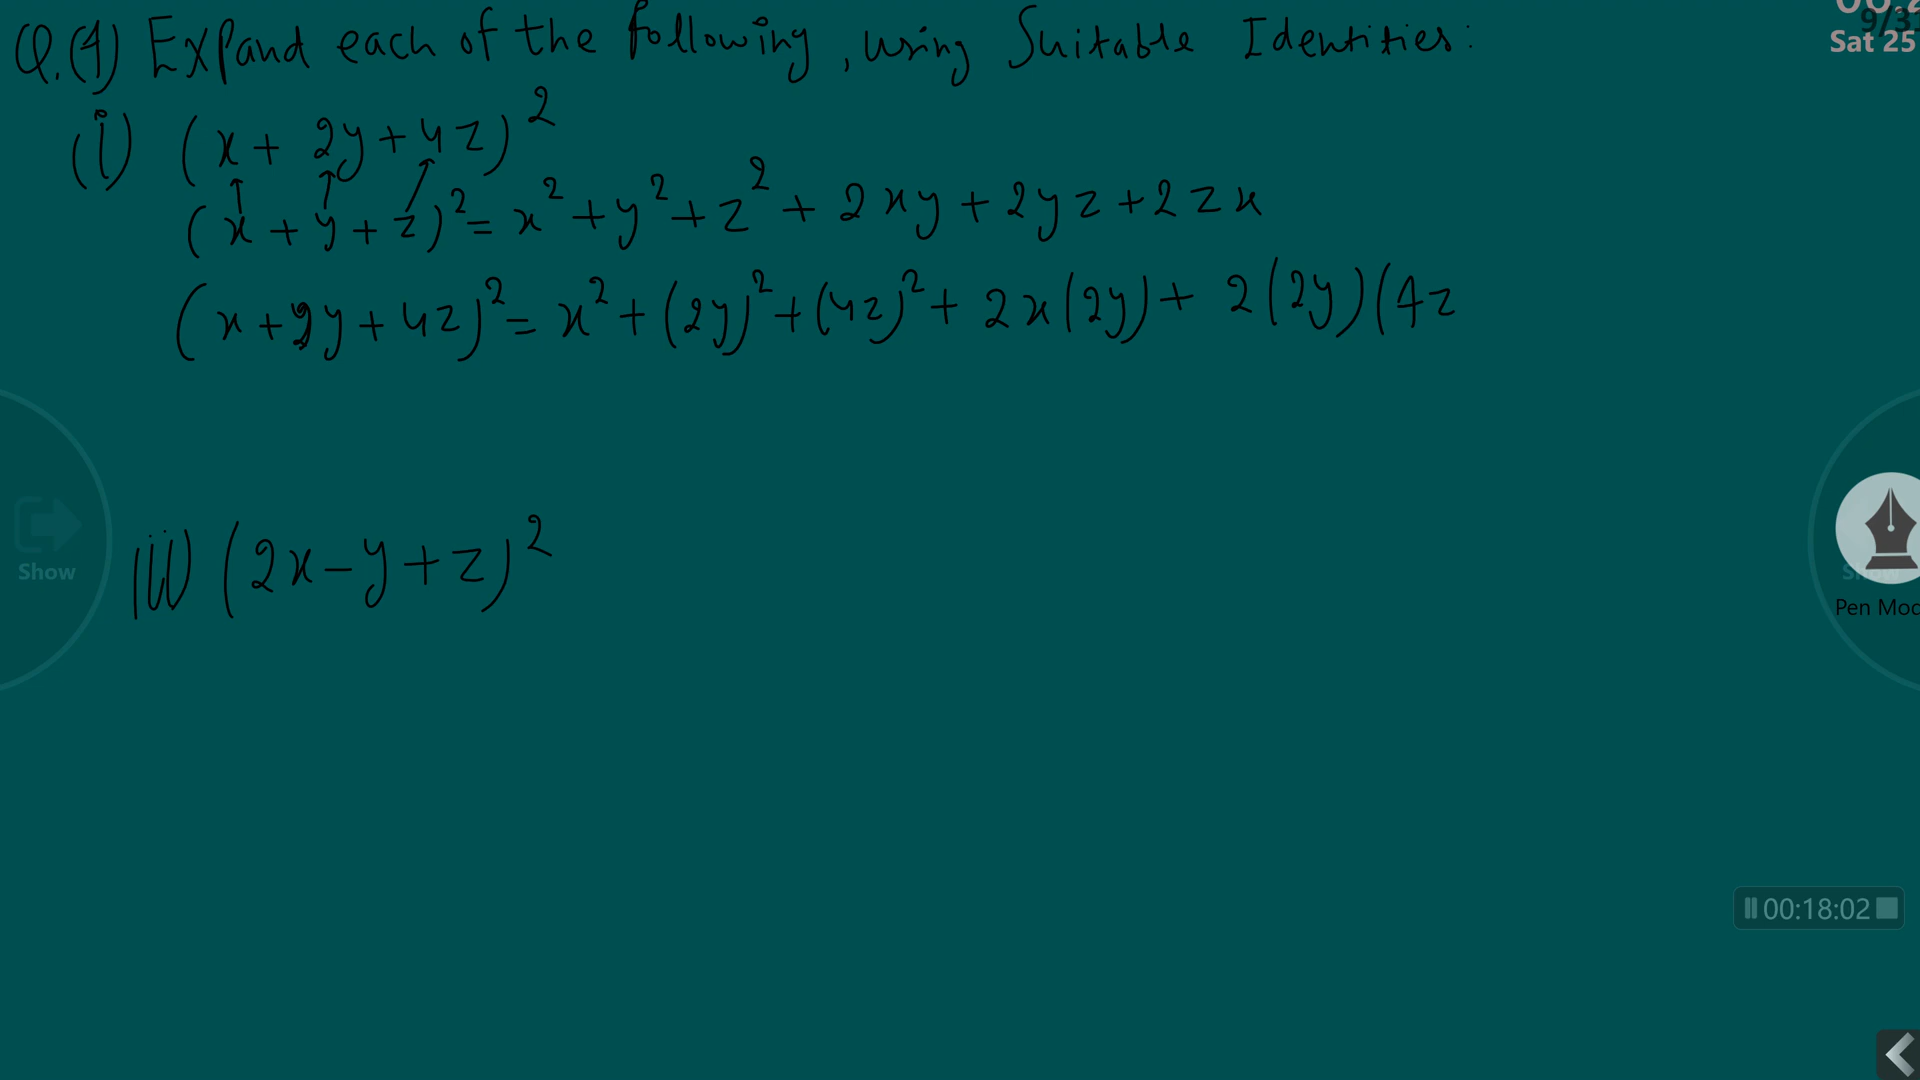 Q.(4) Expand each of the following, using Suitable Identities:
(i) (x + 2y + 4z)²
(x + y + z)² = x² + y² + z² + 2xy + 2yz + 2zx
(x + 2y + 4z)² = x² + (2y)² + (4z)² + 2x(2y) + 2(2y)(4z
(ii) (2x - y + z)²
9/3
Sat 25
Show
Pen Mod
00:18:02